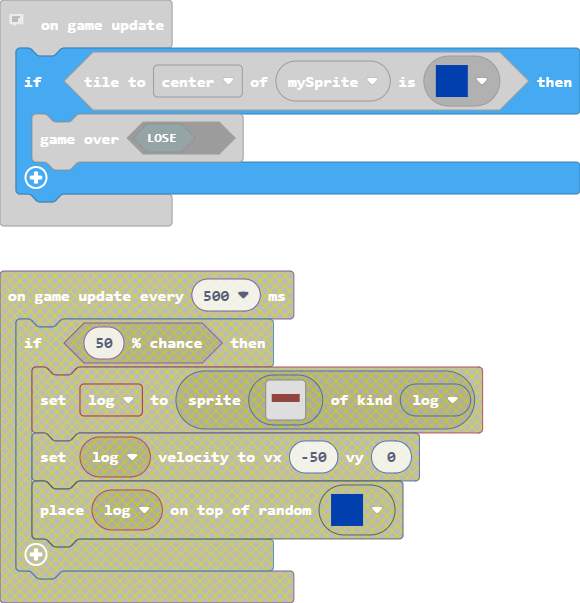 on game update
if tile to center of mySprite is then
game over LOSE
on game update every 500 ms
if 50 % chance then
set log to sprite of kind log
set log velocity to vx -50 vy 0
place log on top of random